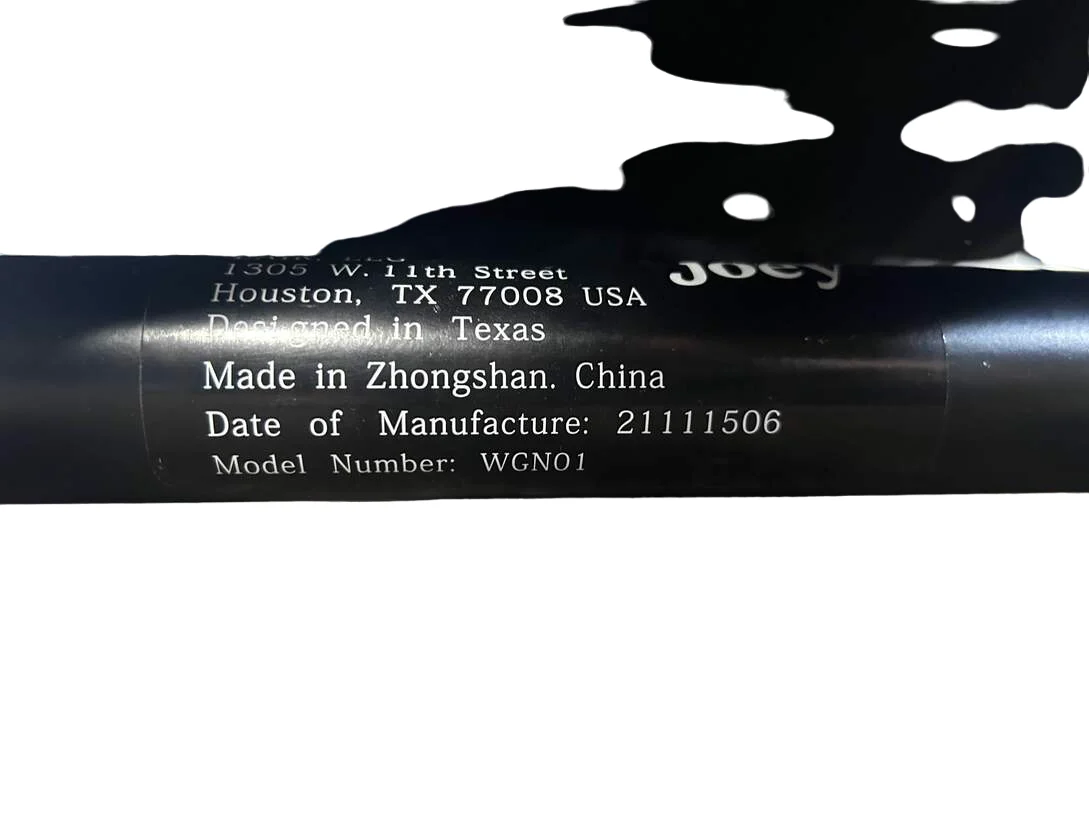 1305 W. 11th Street
Houston, TX 77008 USA
Designed in Texas
Made in Zhongshan. China
Date of Manufacture: 21111506
Model Number: WGN01
Joey